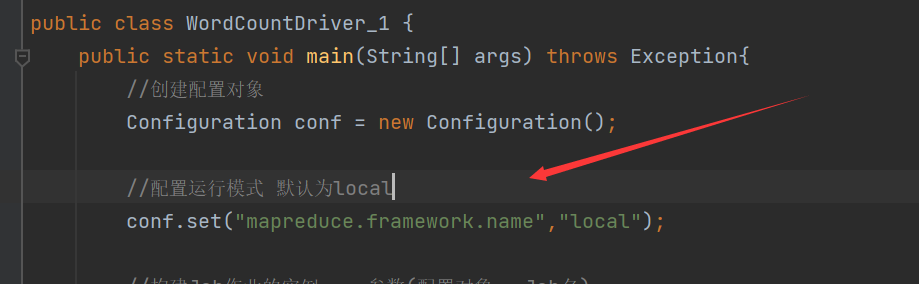 public class WordCountDriver_1 {
public static void main(String[] args) throws Exception{
//创建配置对象
Configuration conf = new Configuration();
//配置运行模式 默认为local
conf.set("mapreduce.framework.name","local");